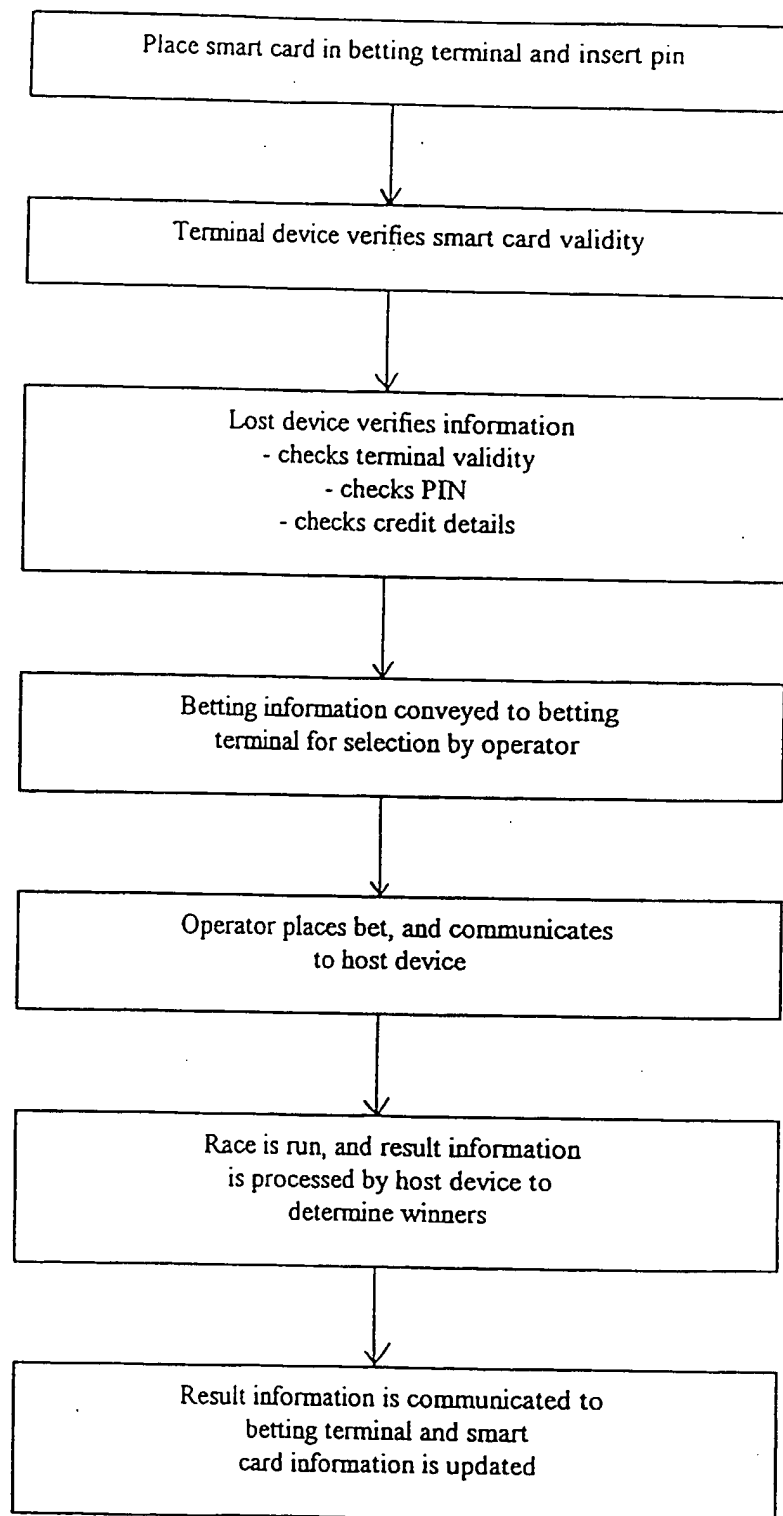 Place smart card in betting terminal and insert pin
Terminal device verifies smart card validity
Lost device verifies information
- checks terminal validity
- checks PIN
- checks credit details
Betting information conveyed to betting
terminal for selection by operator
Operator places bet, and communicates
to host device
Race is run, and result information
is processed by host device to
determine winners
Result information is communicated to
betting terminal and smart
card information is updated